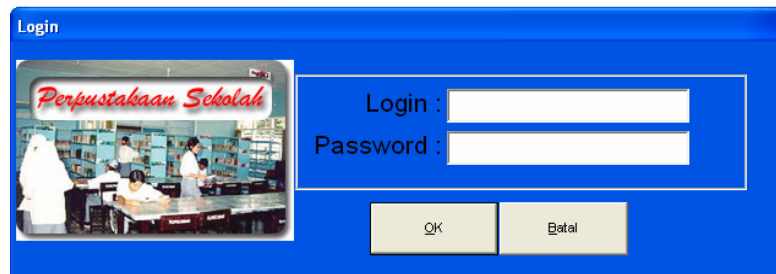 Login
Perpustakaan Sekolah
Login :
Password :
OK
Batal